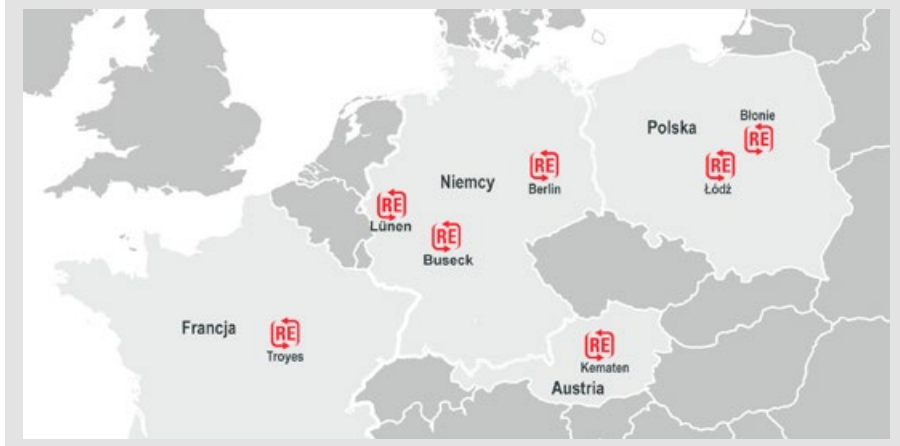 Polska
Błonie
RE
RE
Łódź
Niemcy
RE
Berlin
RE
Lünen
RE
Buseck
Francja
RE
Troyes
RE
Kematen
Austria